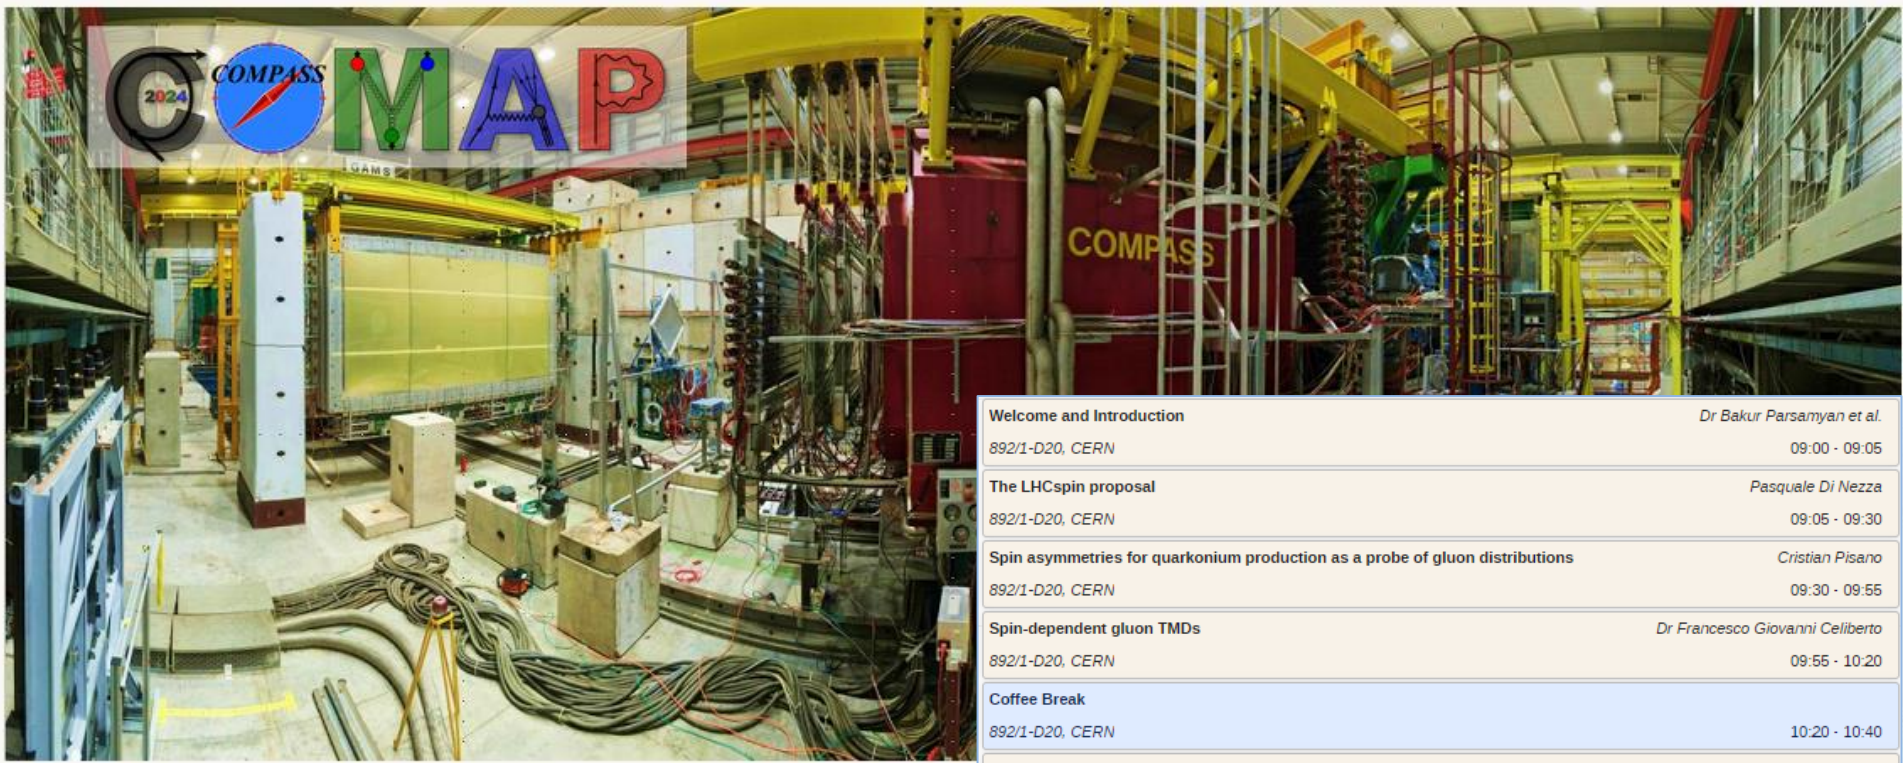 COMAP
2024
COMPASS
GAMS
COMPASS
Welcome and Introduction Dr Bakur Parsamyan et al.
892/1-D20, CERN 09:00 - 09:05
The LHCspin proposal Pasquale Di Nezza
892/1-D20, CERN 09:05 - 09:30
Spin asymmetries for quarkonium production as a probe of gluon distributions Cristian Pisano
892/1-D20, CERN 09:30 - 09:55
Spin-dependent gluon TMDs Dr Francesco Giovanni Celiberto
892/1-D20, CERN 09:55 - 10:20
Coffee Break
892/1-D20, CERN 10:20 - 10:40